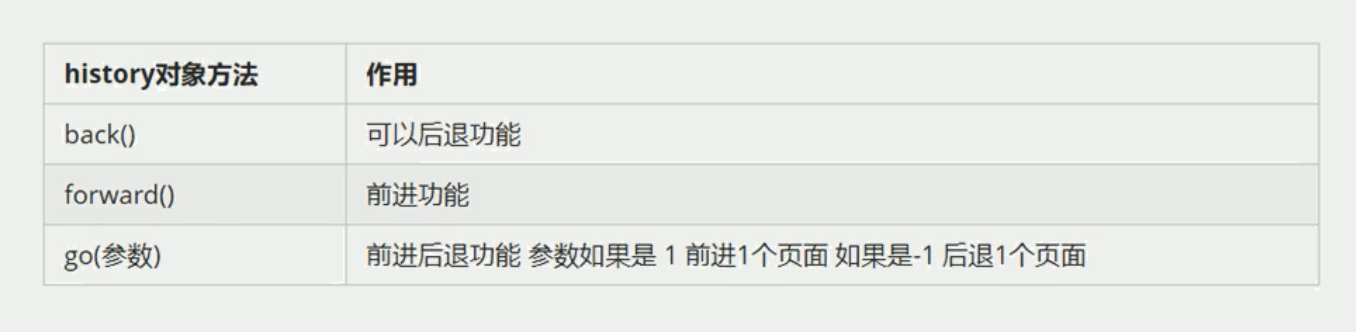 history对象方法 作用
back() 可以后退功能
forward() 前进功能
go(参数) 前进后退功能 参数如果是 1 前进1个页面 如果是-1 后退1个页面